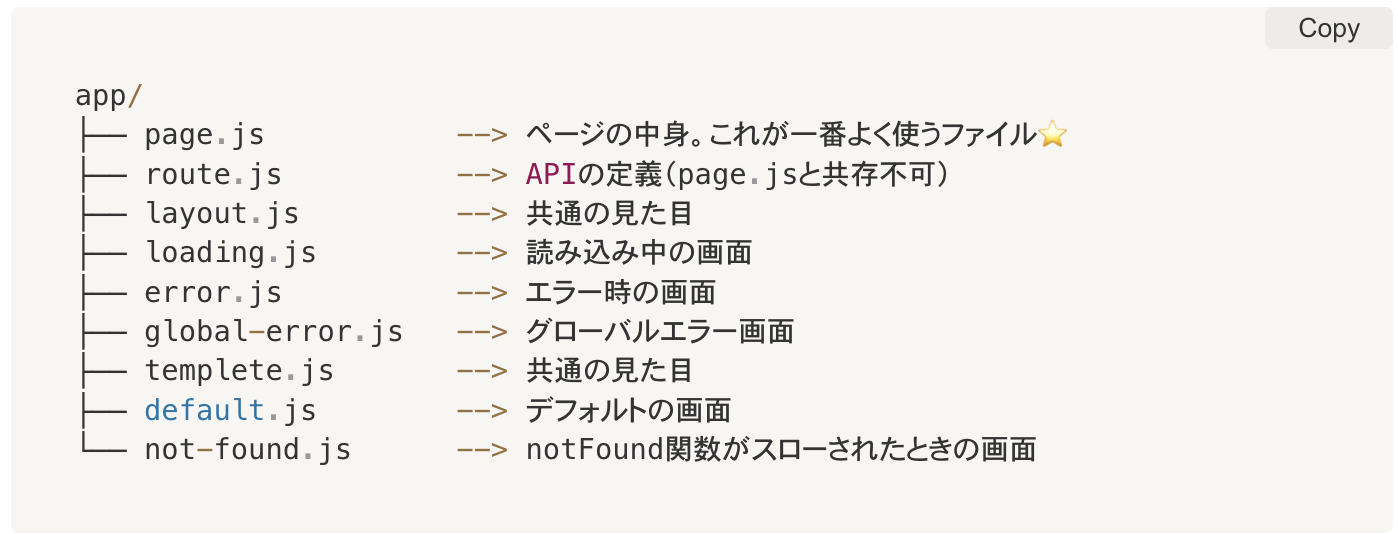 Copy
app/
├── page.js --> ページの中身。これが一番よく使うファイル⭐
├── route.js --> APIの定義(page.jsと共存不可)
├── layout.js --> 共通の見た目
├── loading.js --> 読み込み中の画面
├── error.js --> エラー時の画面
├── global-error.js --> グローバルエラー画面
├── templete.js --> 共通の見た目
├── default.js --> デフォルトの画面
└── not-found.js --> notFound関数がスローされたときの画面